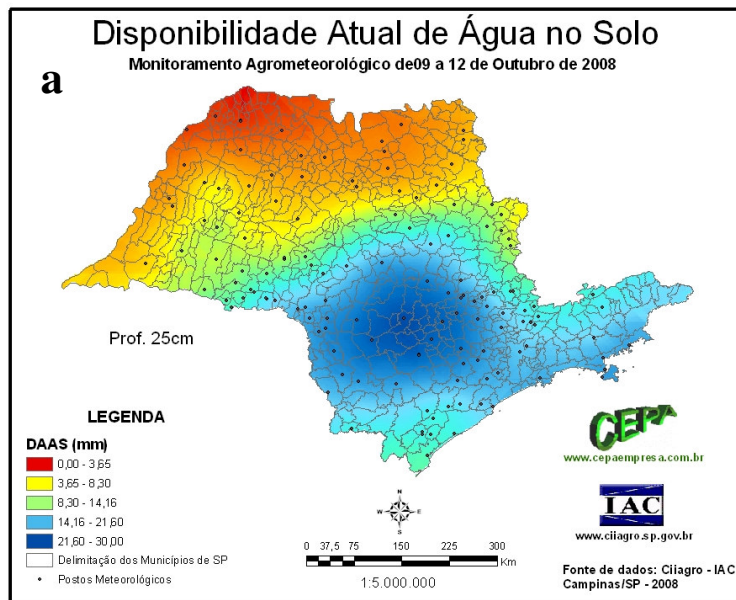 Disponibilidade Atual de Água no Solo
Monitoramento Agrometeorológico de09 a 12 de Outubro de 2008
a
Prof. 25cm
LEGENDA
DAAS (mm)
0,00 - 3,65
3,65 - 8,30
8,30 - 14,16
14,16 - 21,60
21,60 - 30,00
Delimitação dos Municípios de SP
Postos Meteorológicos
N
W E
S
0 37,5 75 150 225 300
Km
1:5.000.000
CEPA
www.cepaempresa.com.br
IAC
www.ciiagro.sp.gov.br
Fonte de dados: Ciiagro - IAC
Campinas/SP - 2008